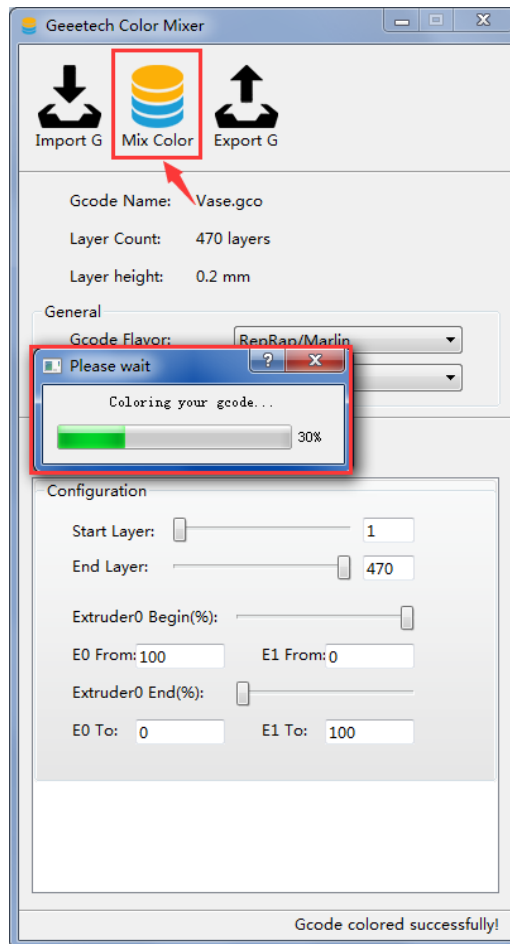 Geeetech Color Mixer
Import G Mix Color Export G
Gcode Name: Vase.gco
Layer Count: 470 layers
Layer height: 0.2 mm
General
Gcode Flavor: RepRap/Marlin
Please wait
Coloring your gcode...
30%
Configuration
Start Layer: 1
End Layer: 470
Extruder0 Begin(%):
E0 From: 100 E1 From: 0
Extruder0 End(%):
E0 To: 0 E1 To: 100
Gcode colored successfully!